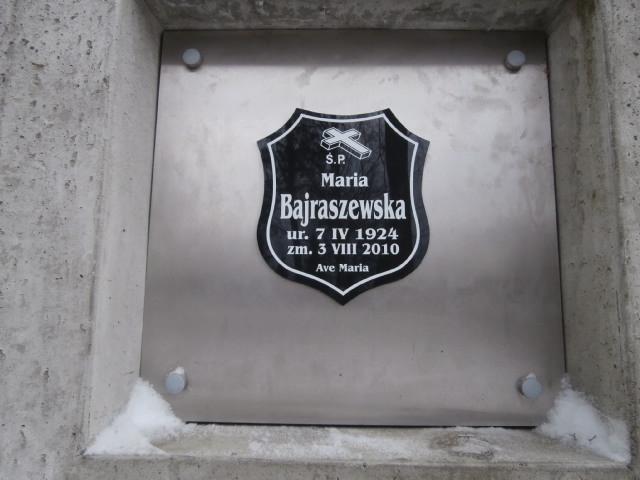 Ś.P.
Maria
Bajraszewska
ur. 7 IV 1924
zm. 3 VIII 2010
Ave Maria